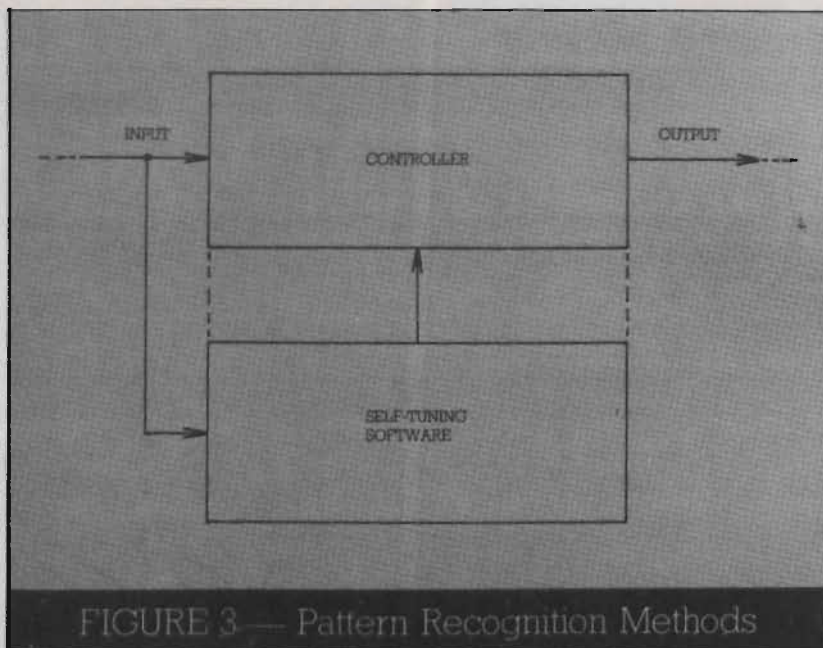 INPUT
OUTPUT
CONTROLLER
SELF-TUNING
SOFTWARE
FIGURE 3 — Pattern Recognition Methods